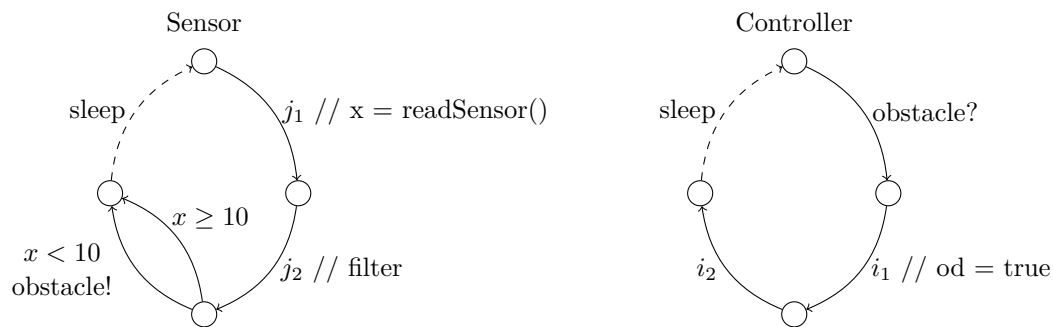 Sensor
sleep
j₁ // x = readSensor()
x ≥ 10
x < 10
obstacle!
j₂ // filter
Controller
sleep
obstacle?
i₂
i₁ // od = true